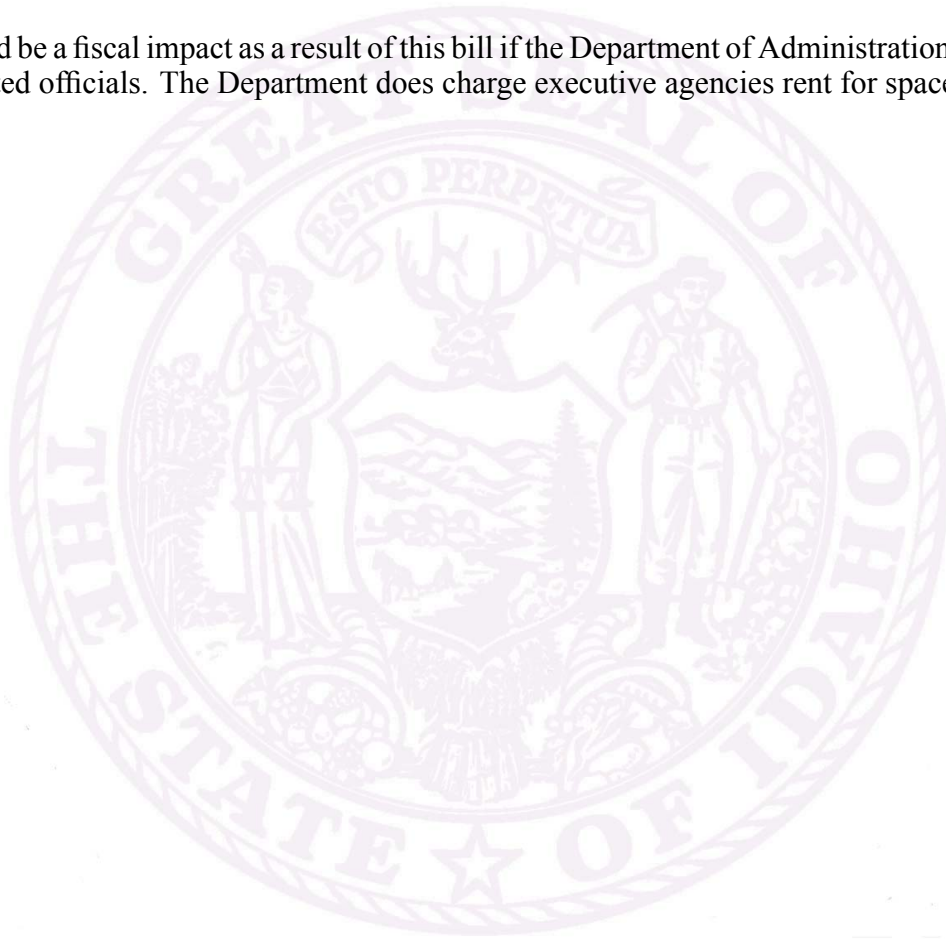 d be a fiscal impact as a result of this bill if the Department of Administration
ted officials. The Department does charge executive agencies rent for space
GREAT SEAL OF
ESTO PERPETUA
THE STATE OF IDAHO